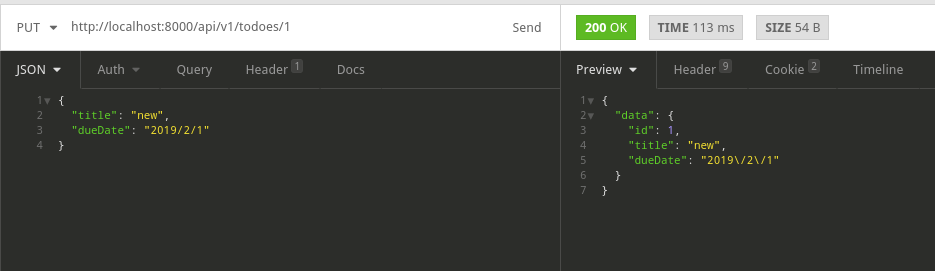 PUT http://localhost:8000/api/v1/todoes/1 Send 200 OK TIME 113 ms SIZE 54 B
JSON Auth Query Header 1 Docs Preview Header 9 Cookie 2 Timeline
1 {
2 "title": "new",
3 "dueDate": "2019/2/1"
4 }
1 {
2 "data": {
3 "id": 1,
4 "title": "new",
5 "dueDate": "2019\/2\/1"
6 }
7 }